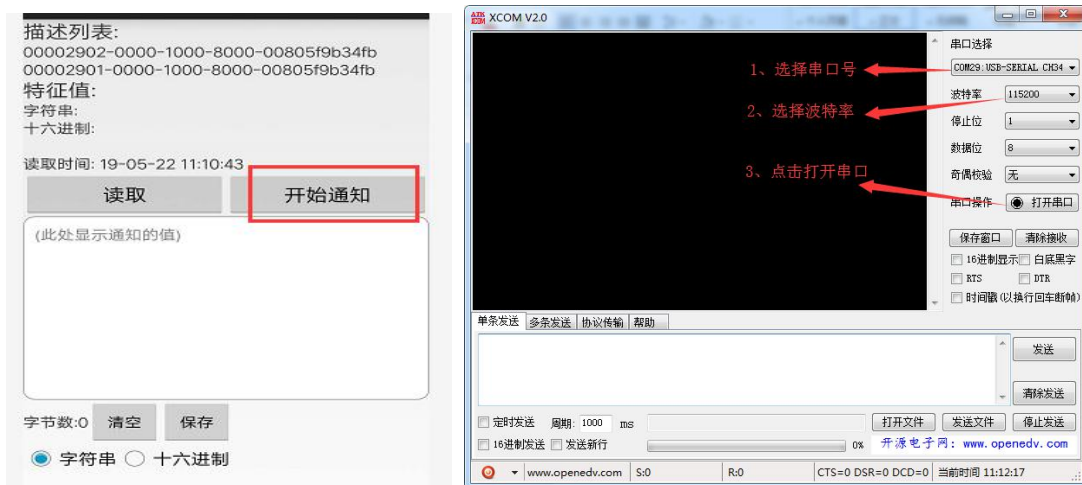 描述列表:
00002902-0000-1000-8000-00805f9b34fb
00002901-0000-1000-8000-00805f9b34fb
特征值:
字符串:
十六进制:
读取时间: 19-05-22 11:10:43
读取
开始通知
(此处显示通知的值)
字节数:0
清空
保存
字符串
十六进制
XCOM V2.0
1、选择串口号
2、选择波特率
3、点击打开串口
串口选择
COM29:USB-SERIAL CH34
波特率 115200
停止位 1
数据位 8
奇偶校验 无
串口操作 打开串口
保存窗口 清除接收
16进制显示 白底黑字
RTS DTR
时间戳(以换行回车断帧)
单条发送 多条发送 协议传输 帮助
发送
清除发送
定时发送 周期: 1000 ms 打开文件 发送文件 停止发送
16进制发送 发送新行 0% 开源电子网: www.openedv.com
www.openedv.com S:0 R:0 CTS=0 DSR=0 DCD=0 当前时间 11:12:17